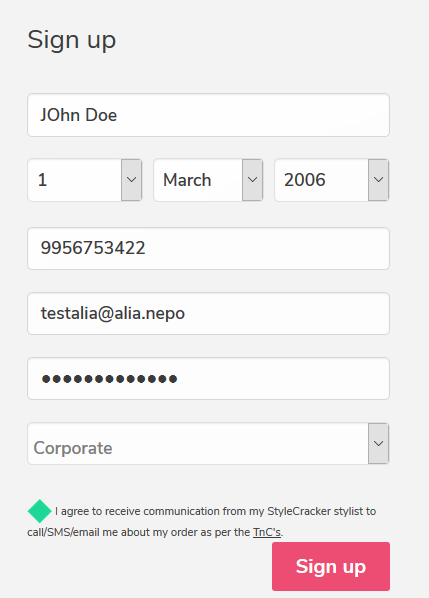 Sign up
JOhn Doe
1 March 2006
9956753422
testalia@alia.nepo
•••••••••••••
Corporate
I agree to receive communication from my StyleCracker stylist to
call/SMS/email me about my order as per the TnC's.
Sign up